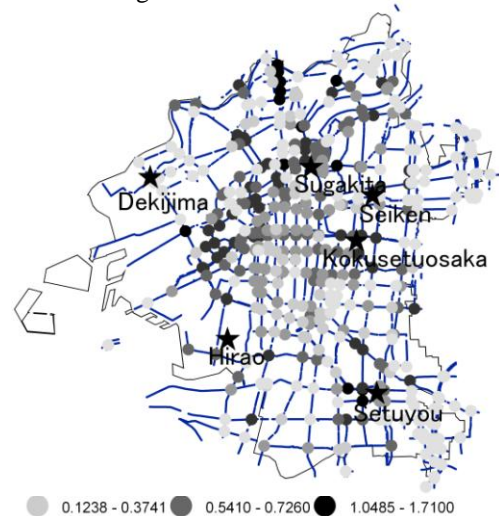 Sugakita
Dekijima
Seiken
Kokusetuosaka
Hirao
Setuyou
0.1238 - 0.3741 0.5410 - 0.7260 1.0485 - 1.7100